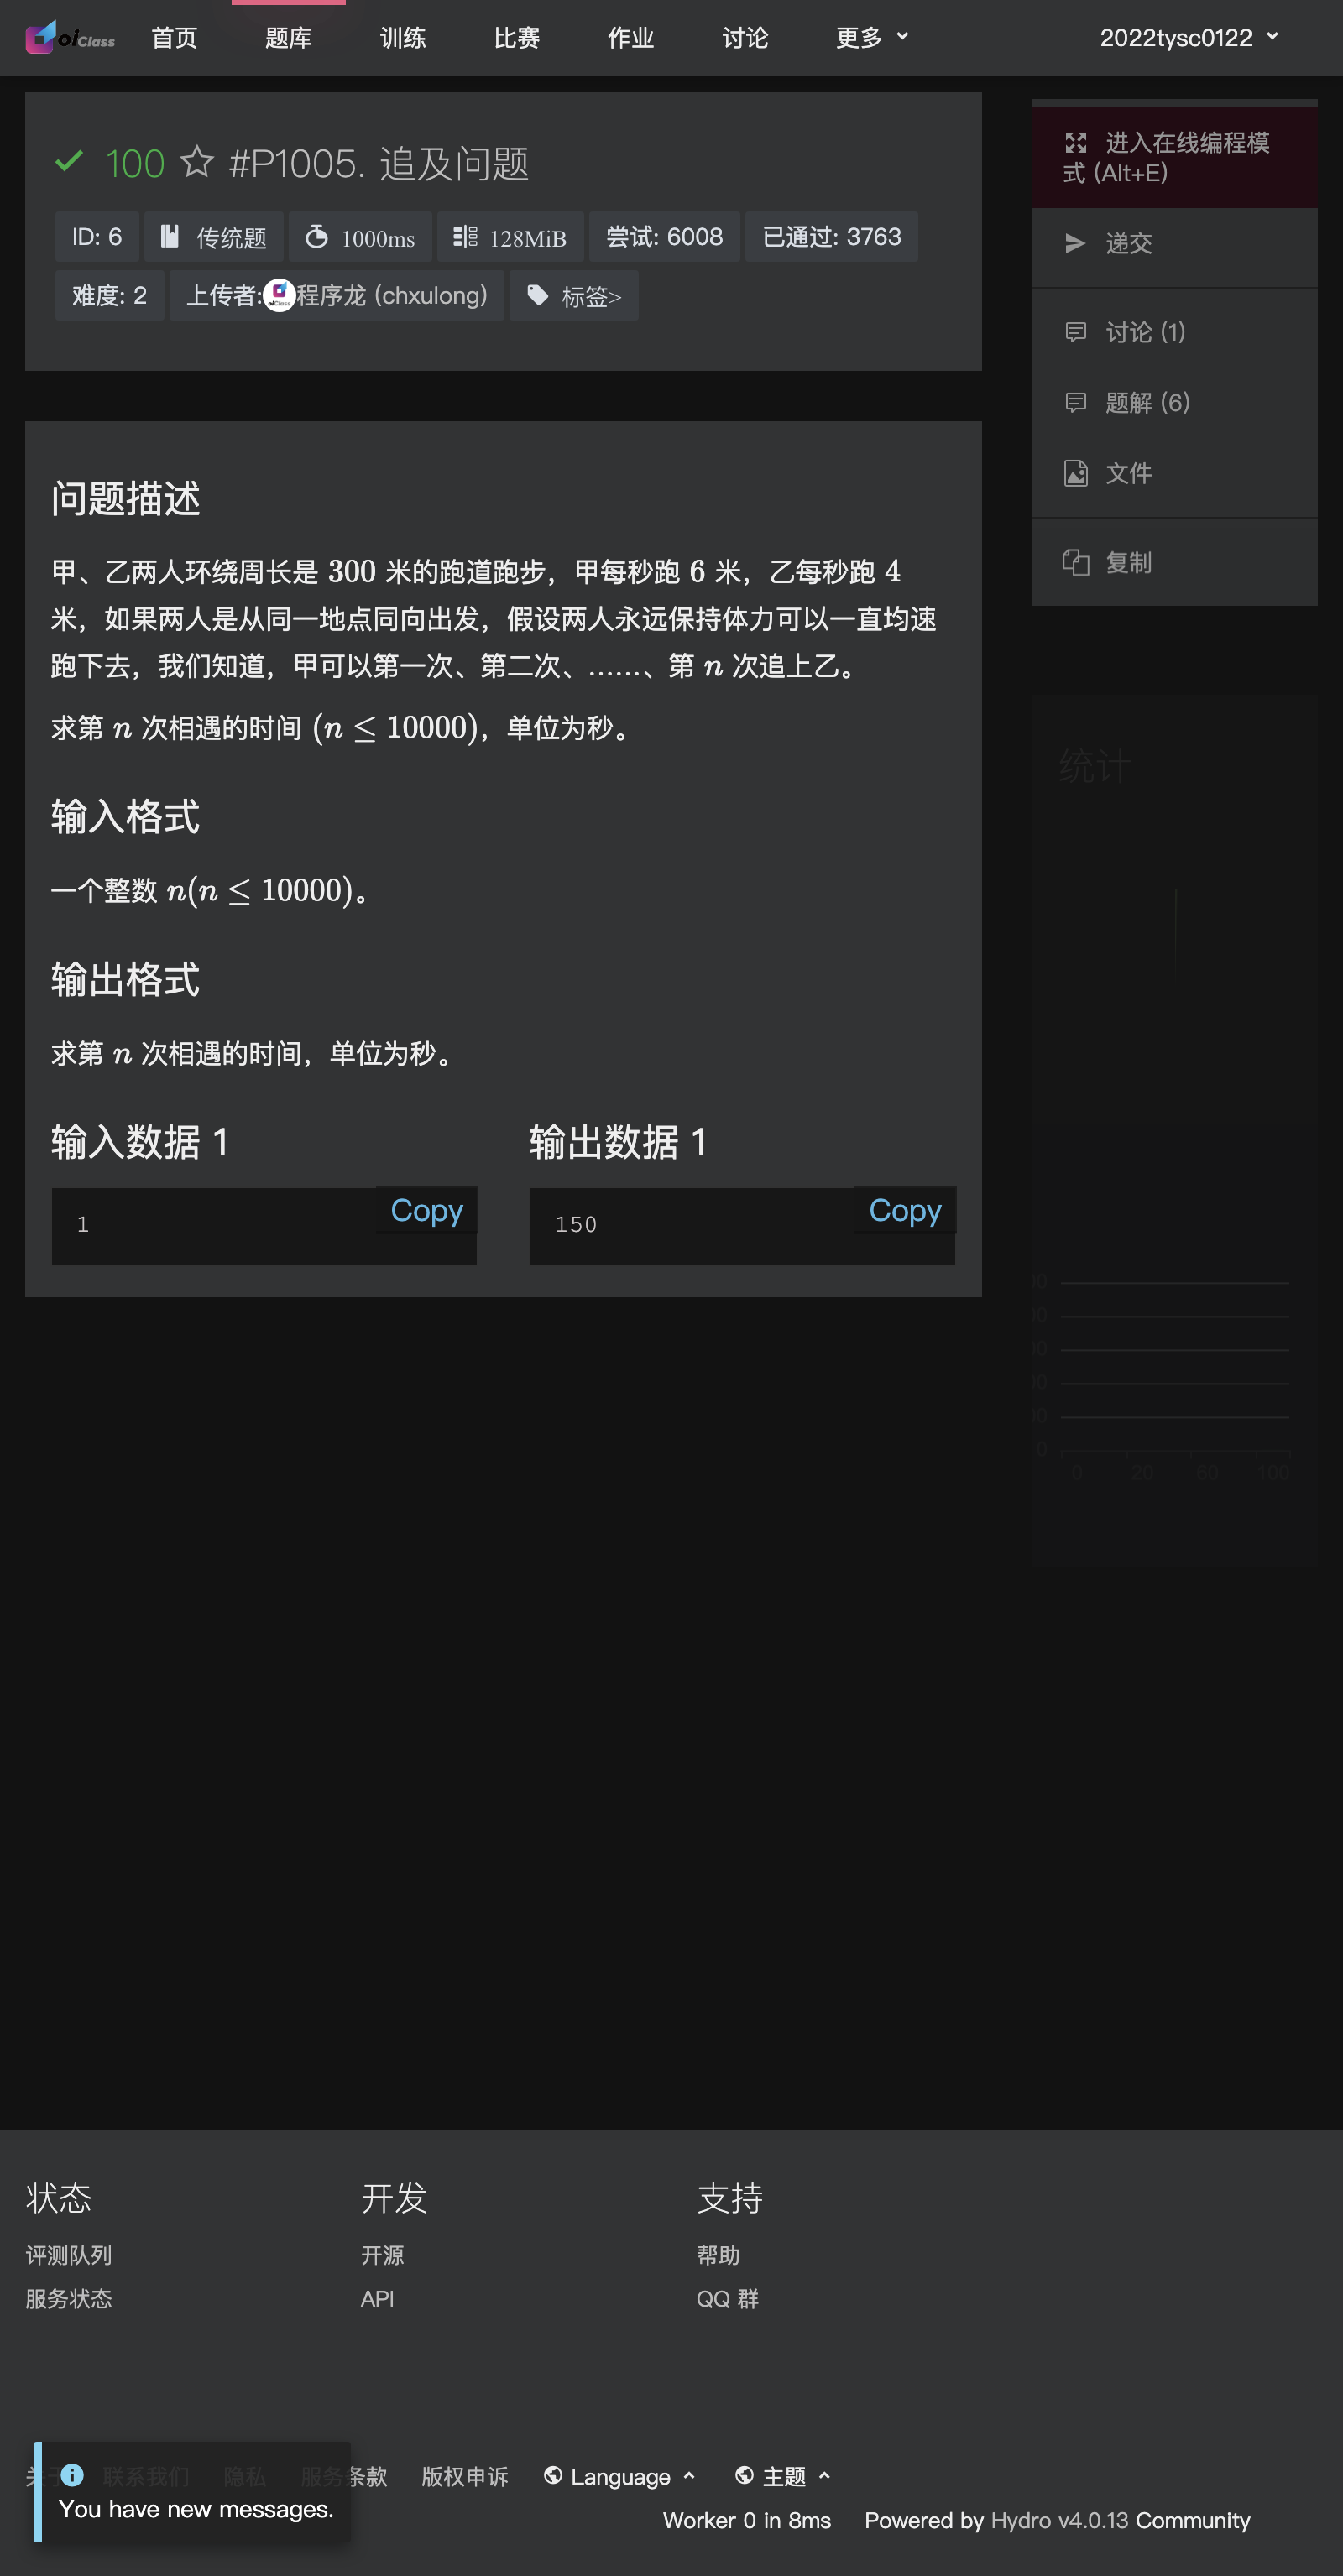 oiClass 首页 题库 训练 比赛 作业 讨论 更多 2022tysc0122
100 #P1005. 追及问题
ID: 6 传统题 1000ms 128MiB 尝试: 6008 已通过: 3763
难度: 2 上传者: 程序龙 (chxulong) 标签>
进入在线编程模
式 (Alt+E)
递交
讨论 (1)
题解 (6)
文件
复制
问题描述
甲、乙两人环绕周长是 300 米的跑道跑步，甲每秒跑 6 米，乙每秒跑 4
米，如果两人是从同一地点同向出发，假设两人永远保持体力可以一直均速
跑下去，我们知道，甲可以第一次、第二次、……、第 n 次追上乙。
求第 n 次相遇的时间 (n ≤ 10000)，单位为秒。
输入格式
一个整数 n(n ≤ 10000)。
输出格式
求第 n 次相遇的时间，单位为秒。
输入数据 1
Copy
1
输出数据 1
Copy
150
统计
0
0 20 60 100
状态
评测队列
服务状态
开发
开源
API
支持
帮助
QQ 群
联系我们 隐私 服务条款 版权申诉 Language 主题
You have new messages.
Worker 0 in 8ms Powered by Hydro v4.0.13 Community